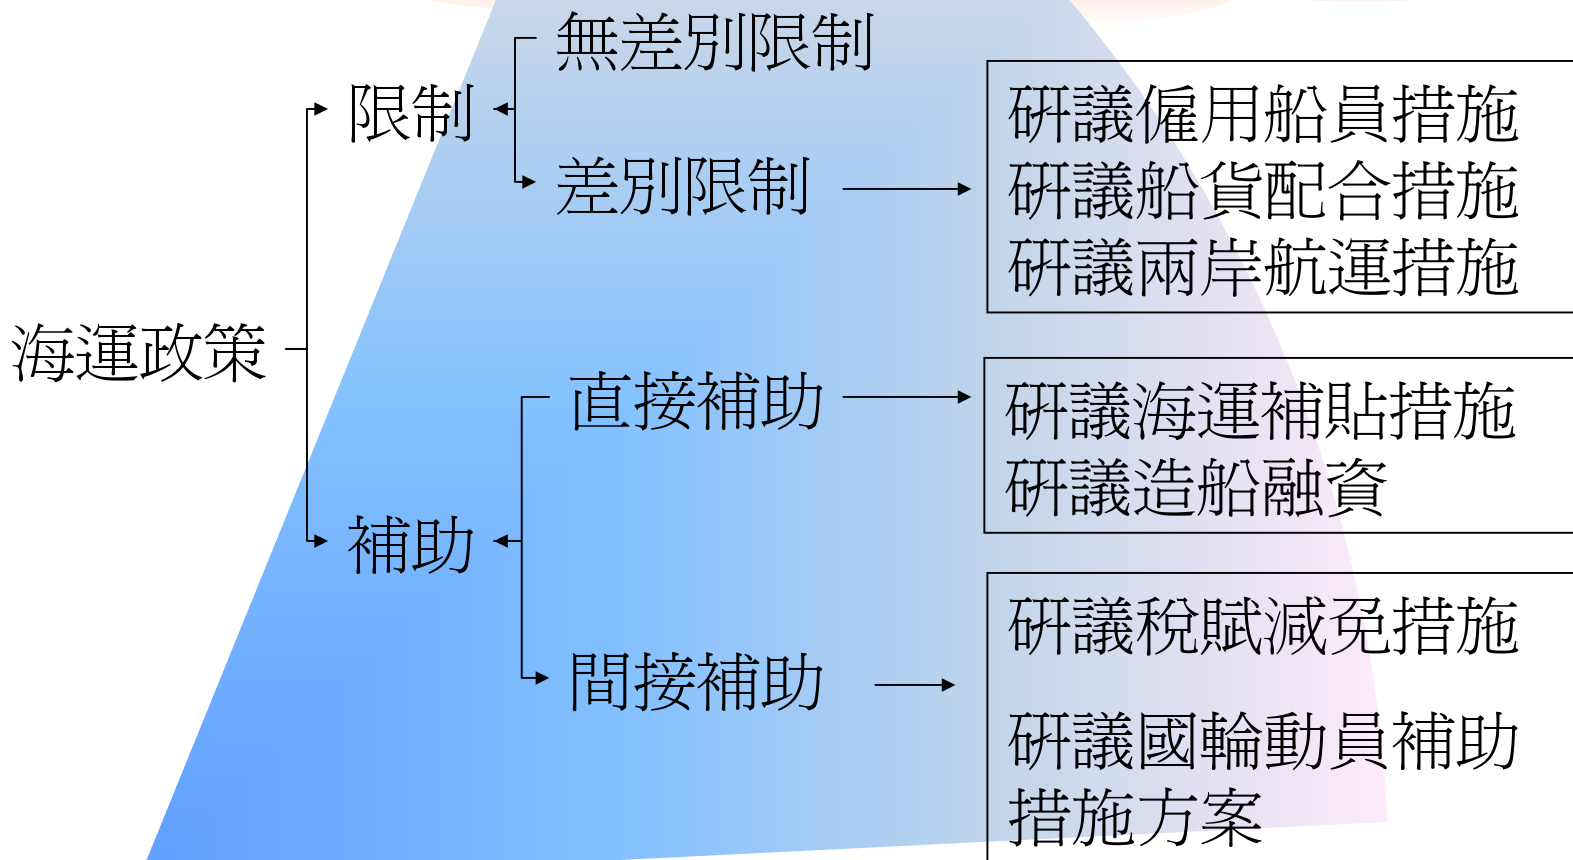 海運政策
限制
無差別限制
差別限制
研議僱用船員措施
研議船貨配合措施
研議兩岸航運措施
補助
直接補助
研議海運補貼措施
研議造船融資
間接補助
研議稅賦減免措施
研議國輪動員補助
措施方案